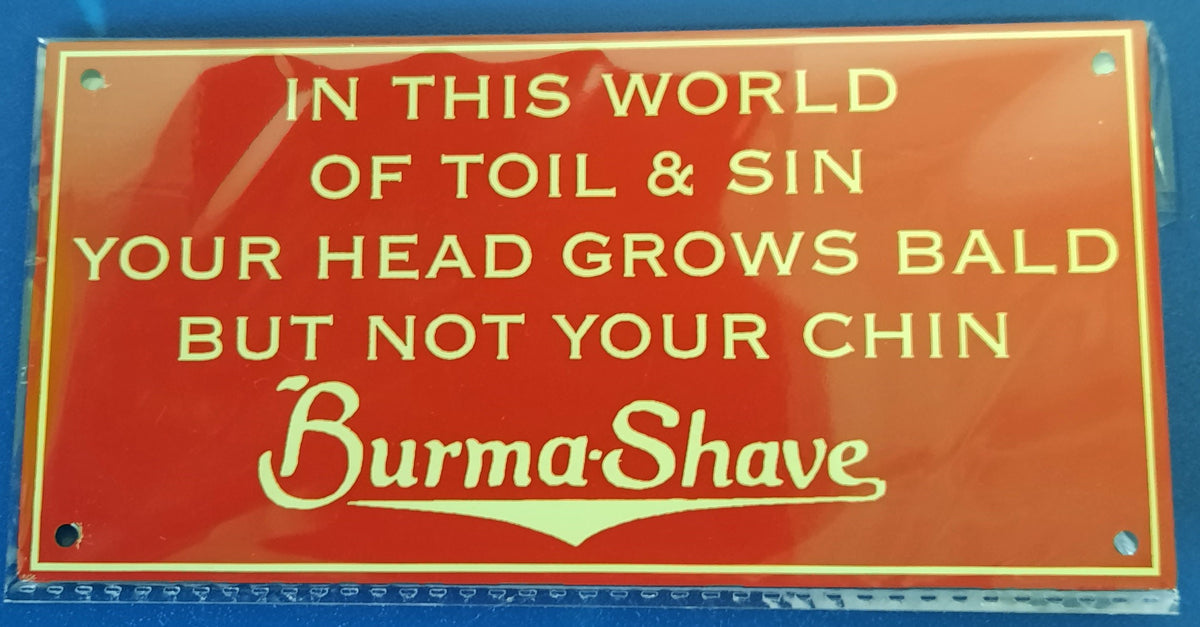 IN THIS WORLD
OF TOIL & SIN
YOUR HEAD GROWS BALD
BUT NOT YOUR CHIN
Burma-Shave